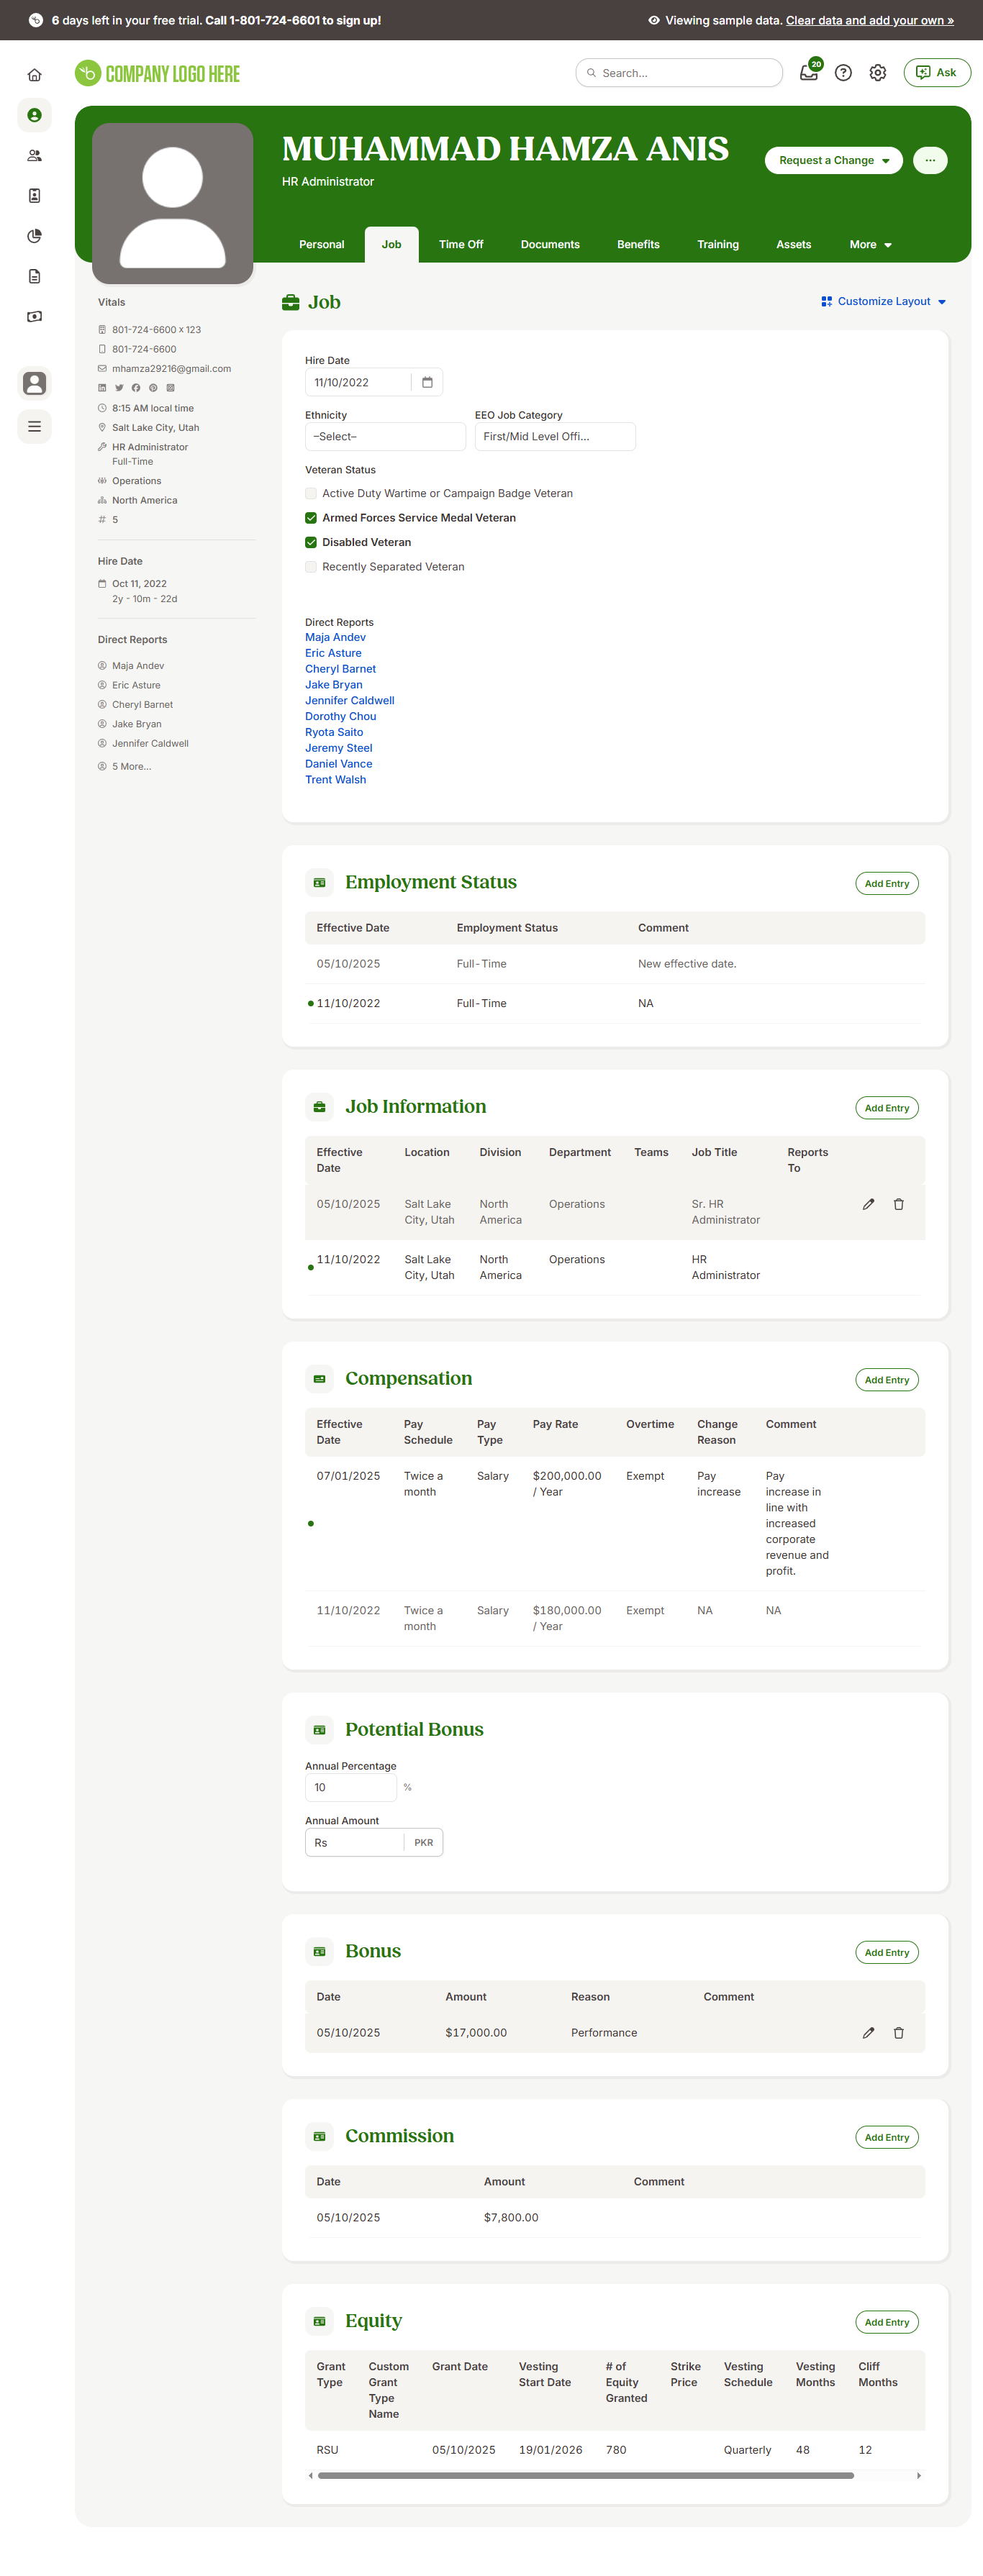 6 days left in your free trial. Call 1-801-724-6601 to sign up!
Viewing sample data. Clear data and add your own »
COMPANY LOGO HERE
Search...
20
Ask
MUHAMMAD HAMZA ANIS
HR Administrator
Request a Change
...
Personal
Job
Time Off
Documents
Benefits
Training
Assets
More
Vitals
801-724-6600 x 123
801-724-6600
mhamza29216@gmail.com
8:15 AM local time
Salt Lake City, Utah
HR Administrator
Full-Time
Operations
North America
# 5
Hire Date
Oct 11, 2022
2y - 10m - 22d
Direct Reports
Maja Andev
Eric Asture
Cheryl Barnet
Jake Bryan
Jennifer Caldwell
5 More...
Job
Customize Layout
Hire Date
11/10/2022
Ethnicity
EEO Job Category
–Select–
First/Mid Level Offi...
Veteran Status
Active Duty Wartime or Campaign Badge Veteran
Armed Forces Service Medal Veteran
Disabled Veteran
Recently Separated Veteran
Direct Reports
Maja Andev
Eric Asture
Cheryl Barnet
Jake Bryan
Jennifer Caldwell
Dorothy Chou
Ryota Saito
Jeremy Steel
Daniel Vance
Trent Walsh
Employment Status
Add Entry
Effective Date Employment Status Comment
05/10/2025 Full-Time New effective date.
11/10/2022 Full-Time NA
Job Information
Add Entry
Effective Location Division Department Teams Job Title Reports
Date To
05/10/2025 Salt Lake North Operations Sr. HR
City, Utah America Administrator
11/10/2022 Salt Lake North Operations HR
City, Utah America Administrator
Compensation
Add Entry
Effective Pay Pay Pay Rate Overtime Change Comment
Date Schedule Type Reason
07/01/2025 Twice a Salary $200,000.00 Exempt Pay Pay
month / Year increase increase in
line with
increased
corporate
revenue and
profit.
11/10/2022 Twice a Salary $180,000.00 Exempt NA NA
month / Year
Potential Bonus
Annual Percentage
10 %
Annual Amount
Rs PKR
Bonus
Add Entry
Date Amount Reason Comment
05/10/2025 $17,000.00 Performance
Commission
Add Entry
Date Amount Comment
05/10/2025 $7,800.00
Equity
Add Entry
Grant Custom Grant Date Vesting # of Strike Vesting Vesting Cliff
Type Grant Start Date Equity Price Schedule Months Months
Type Granted
Name
RSU 05/10/2025 19/01/2026 780 Quarterly 48 12